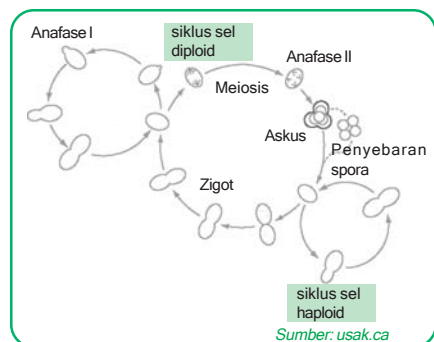 siklus sel
diploid
Anafase I
Anafase II
Meiosis
Askus
Penyebaran
spora
Zigot
siklus sel
haploid
Sumber: usak.ca